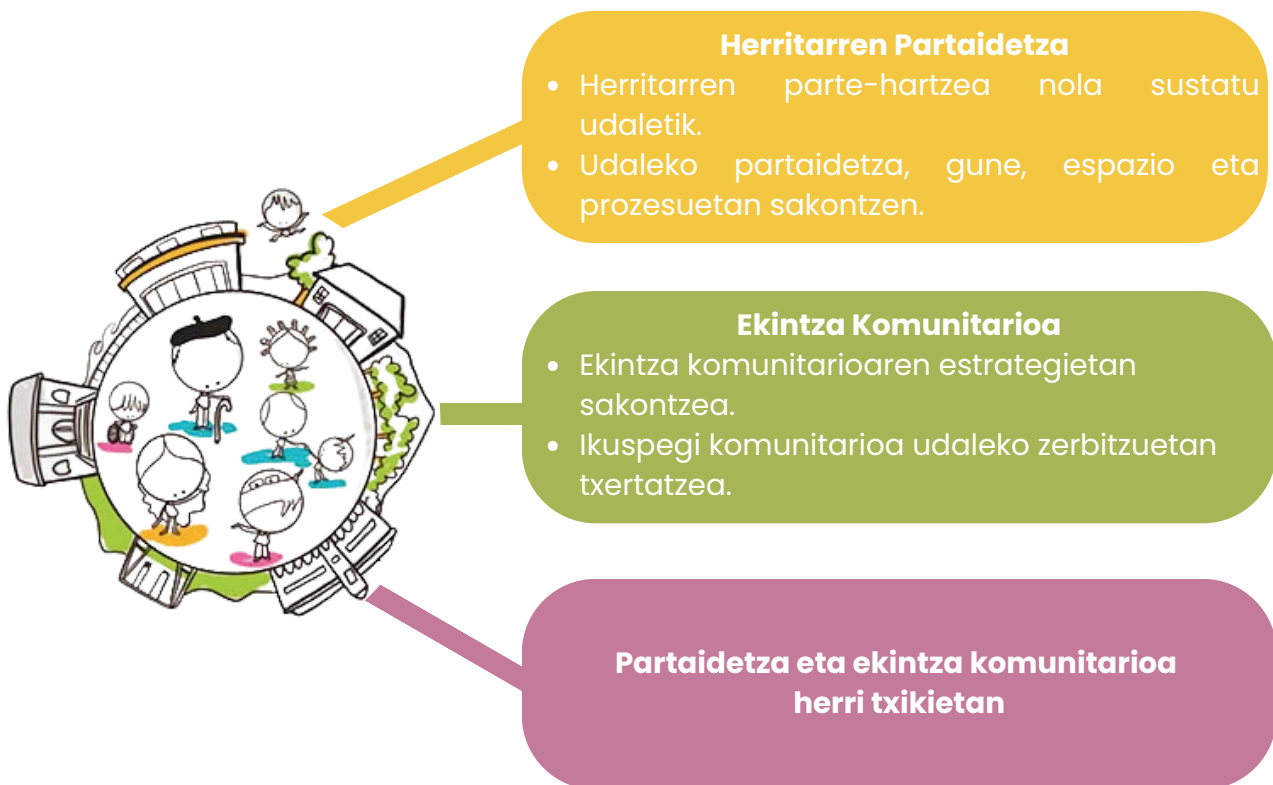 Herritarren Partaidetza
• Herritarren parte-hartzea nola sustatu
udaletik.
• Udaleko partaidetza, gune, espazio eta
prozesuetan sakontzen.
Ekintza Komunitarioa
• Ekintza komunitarioaren estrategietan
sakontzea.
• Ikuspegi komunitarioa udaleko zerbitzuetan
txertatzea.
Partaidetza eta ekintza komunitarioa
herri txikietan